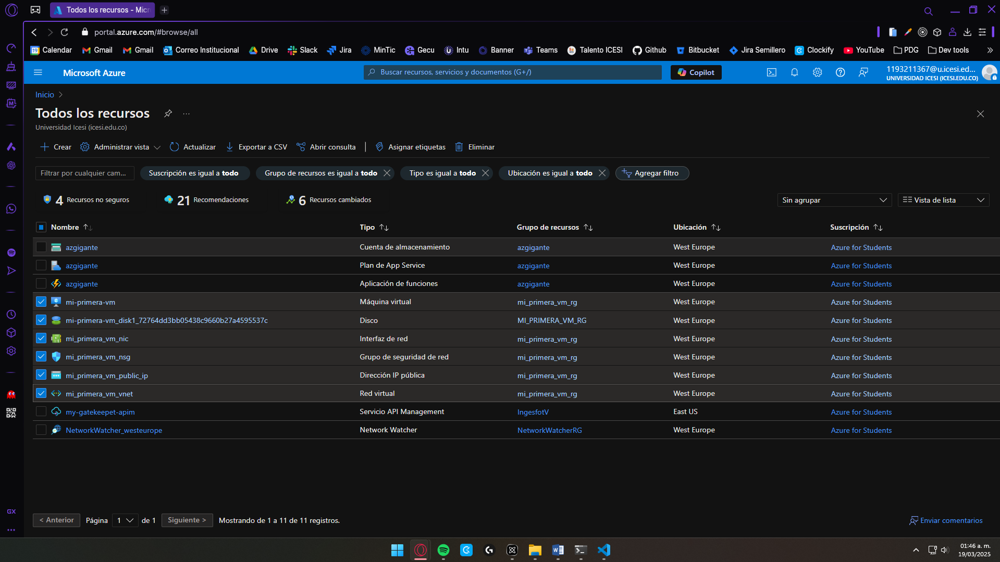 Todos los recursos - Micr
portal.azure.com/#browse/all
Calendar Gmail Gmail Correo Institucional Drive Slack Jira MinTic Gecu Intu Banner Teams Talento ICESI Github Bitbucket Jira Semillero Clockify YouTube PDG Dev tools
Microsoft Azure
Buscar recursos, servicios y documentos (G+/)
Copilot
1193211367@u.icesi.ed...
UNIVERSIDAD ICESI (ICESI.EDU.CO)
Inicio
Todos los recursos
Universidad Icesi (icesi.edu.co)
Crear Administrar vista Actualizar Exportar a CSV Abrir consulta Asignar etiquetas Eliminar
Filtrar por cualquier cam... Suscripción es igual a todo Grupo de recursos es igual a todo Tipo es igual a todo Ubicación es igual a todo Agregar filtro
4 Recursos no seguros 21 Recomendaciones 6 Recursos cambiados Sin agrupar Vista de lista
Nombre Tipo Grupo de recursos Ubicación Suscripción
azgigante Cuenta de almacenamiento azgigante West Europe Azure for Students
azgigante Plan de App Service azgigante West Europe Azure for Students
azgigante Aplicación de funciones azgigante West Europe Azure for Students
mi-primera-vm Máquina virtual mi_primera_vm_rg West Europe Azure for Students
mi-primera-vm_disk1_72764dd3bb05438c9660b27a4595537c Disco MI_PRIMERA_VM_RG West Europe Azure for Students
mi_primera_vm_nic Interfaz de red mi_primera_vm_rg West Europe Azure for Students
mi_primera_vm_nsg Grupo de seguridad de red mi_primera_vm_rg West Europe Azure for Students
mi_primera_vm_public_ip Dirección IP pública mi_primera_vm_rg West Europe Azure for Students
mi_primera_vm_vnet Red virtual mi_primera_vm_rg West Europe Azure for Students
my-gatekeepet-apim Servicio API Management IngesfotV East US Azure for Students
NetworkWatcher_westeurope Network Watcher NetworkWatcherRG West Europe Azure for Students
GX
< Anterior Página 1 de 1 Siguiente > Mostrando de 1 a 11 de 11 registros. Enviar comentarios
01:46 a. m.
19/03/2025